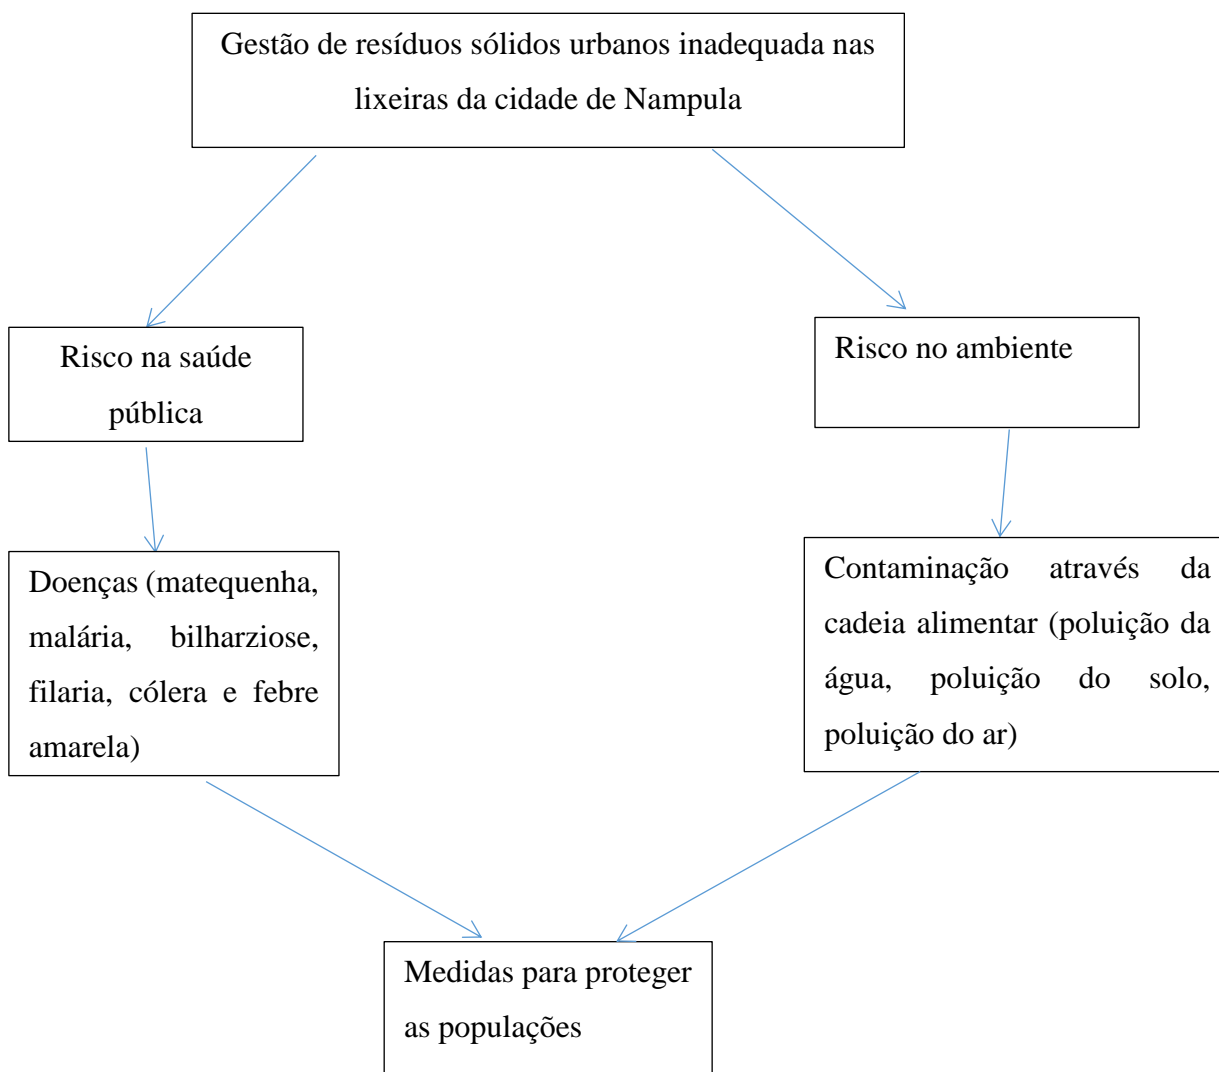 Gestão de resíduos sólidos urbanos inadequada nas
lixeiras da cidade de Nampula
Risco na saúde
pública
Risco no ambiente
Doenças (matequenha,
malária, bilharziose,
filaria, cólera e febre
amarela)
Contaminação através da
cadeia alimentar (poluição da
água, poluição do solo,
poluição do ar)
Medidas para proteger
as populações